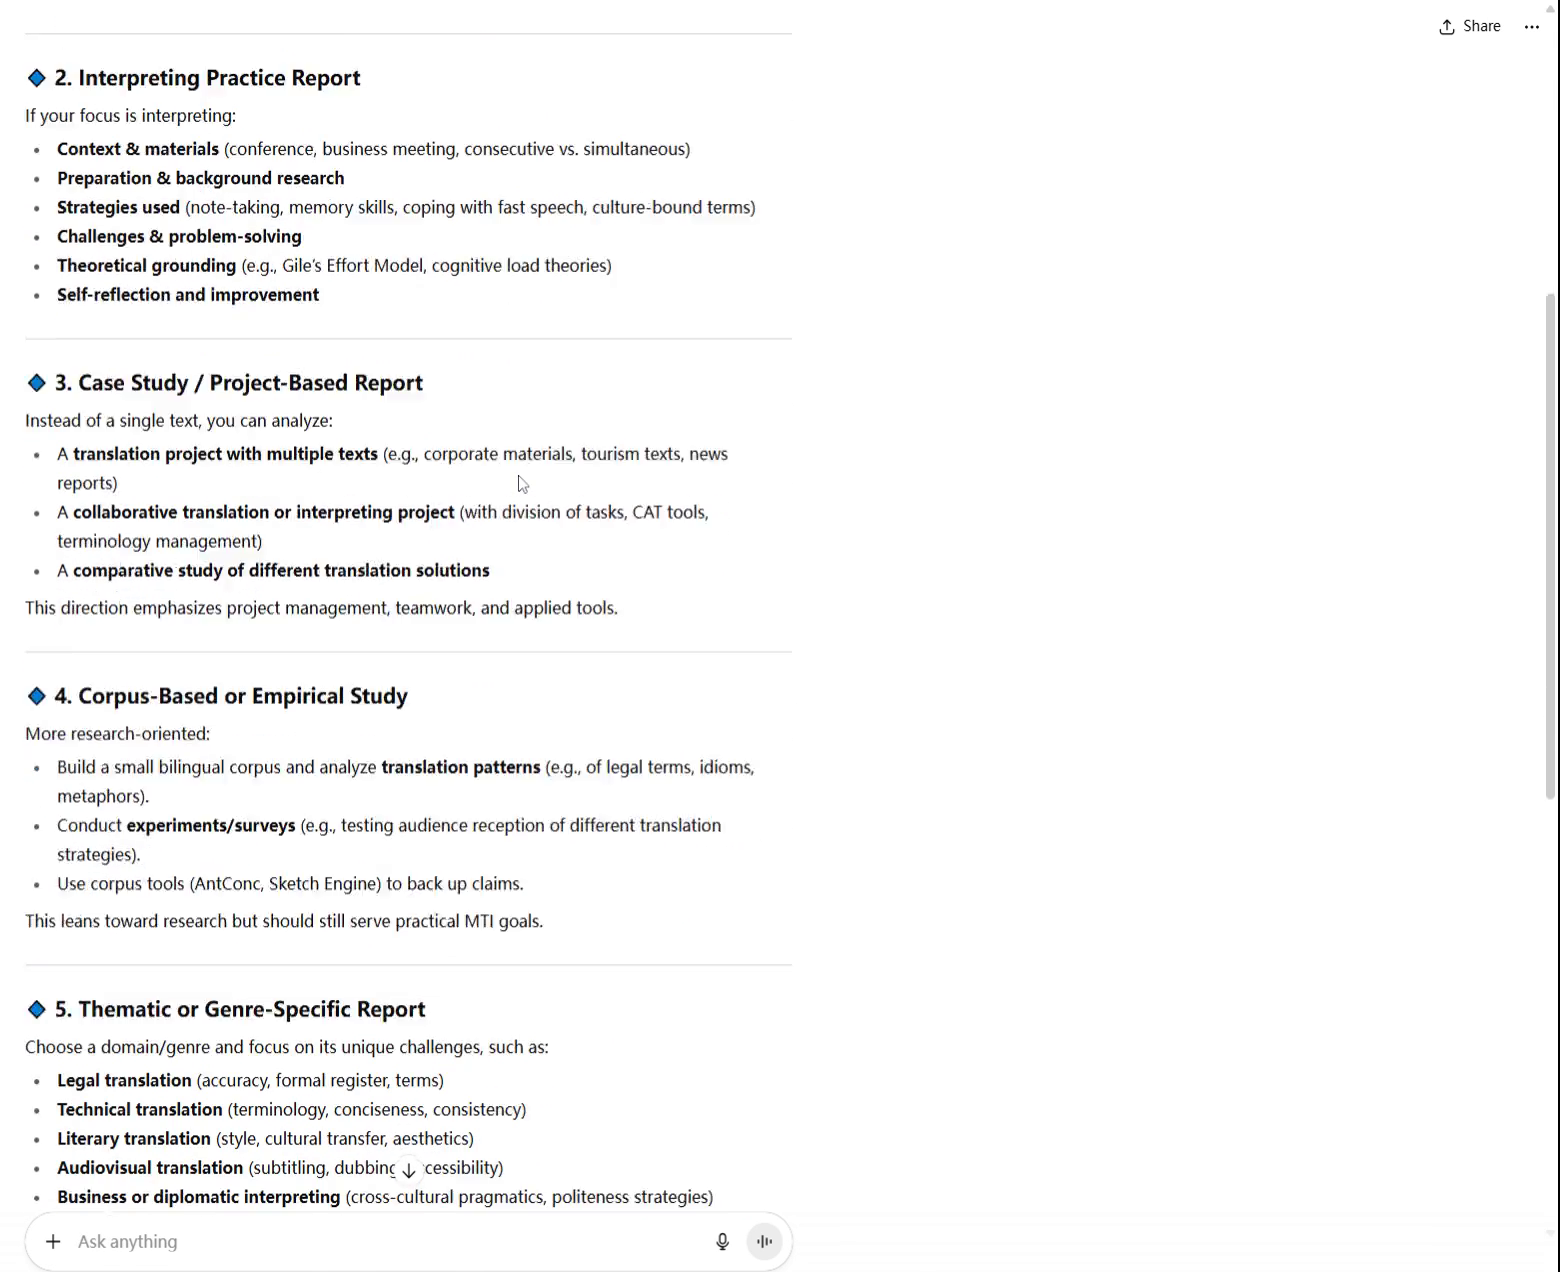 Share
2. Interpreting Practice Report
If your focus is interpreting:
Context & materials (conference, business meeting, consecutive vs. simultaneous)
Preparation & background research
Strategies used (note-taking, memory skills, coping with fast speech, culture-bound terms)
Challenges & problem-solving
Theoretical grounding (e.g., Gile's Effort Model, cognitive load theories)
Self-reflection and improvement
3. Case Study / Project-Based Report
Instead of a single text, you can analyze:
A translation project with multiple texts (e.g., corporate materials, tourism texts, news
reports)
A collaborative translation or interpreting project (with division of tasks, CAT tools,
terminology management)
A comparative study of different translation solutions
This direction emphasizes project management, teamwork, and applied tools.
4. Corpus-Based or Empirical Study
More research-oriented:
Build a small bilingual corpus and analyze translation patterns (e.g., of legal terms, idioms,
metaphors).
Conduct experiments/surveys (e.g., testing audience reception of different translation
strategies).
Use corpus tools (AntConc, Sketch Engine) to back up claims.
This leans toward research but should still serve practical MTI goals.
5. Thematic or Genre-Specific Report
Choose a domain/genre and focus on its unique challenges, such as:
Legal translation (accuracy, formal register, terms)
Technical translation (terminology, conciseness, consistency)
Literary translation (style, cultural transfer, aesthetics)
Audiovisual translation (subtitling,
Business or diplomatic interpreting (cross-cultural pragmatics, politeness strategies)
Ask anything